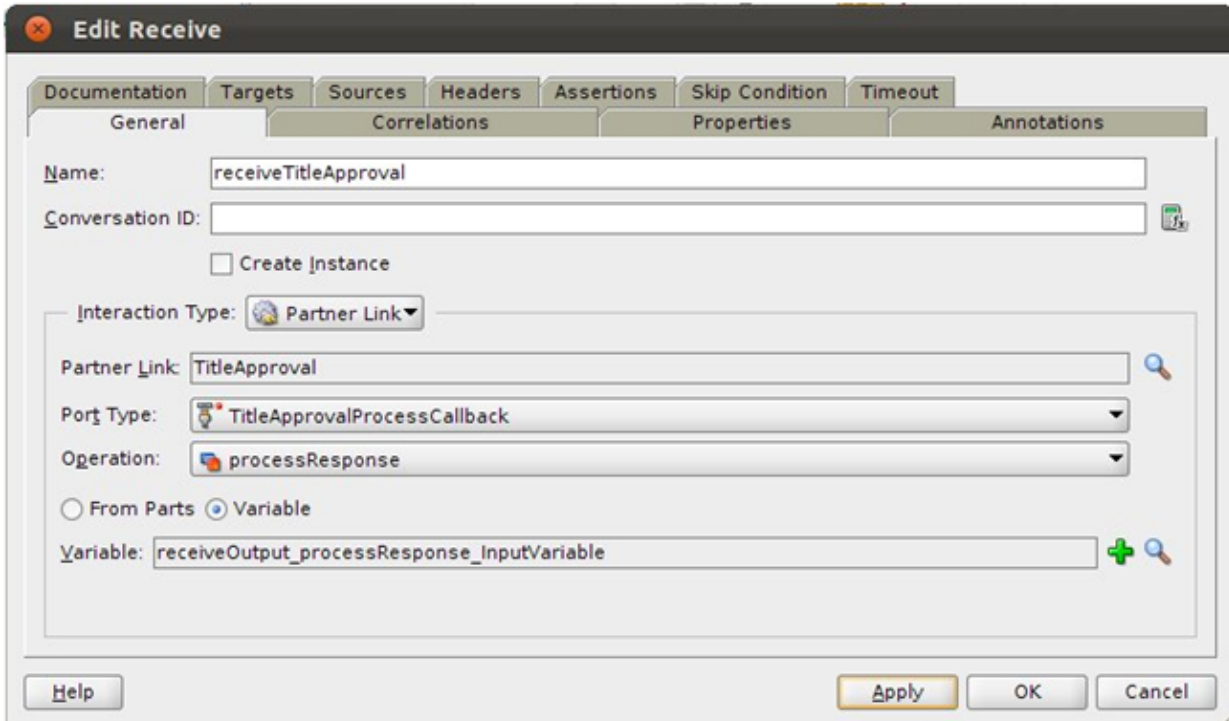 Edit Receive
Documentation Targets Sources Headers Assertions Skip Condition Timeout
General Correlations Properties Annotations
Name: receiveTitleApproval
Conversation ID:
Create Instance
Interaction Type: Partner Link
Partner Link: TitleApproval
Port Type: TitleApprovalProcessCallback
Operation: processResponse
From Parts Variable
Variable: receiveOutput_processResponse_InputVariable
Help Apply OK Cancel